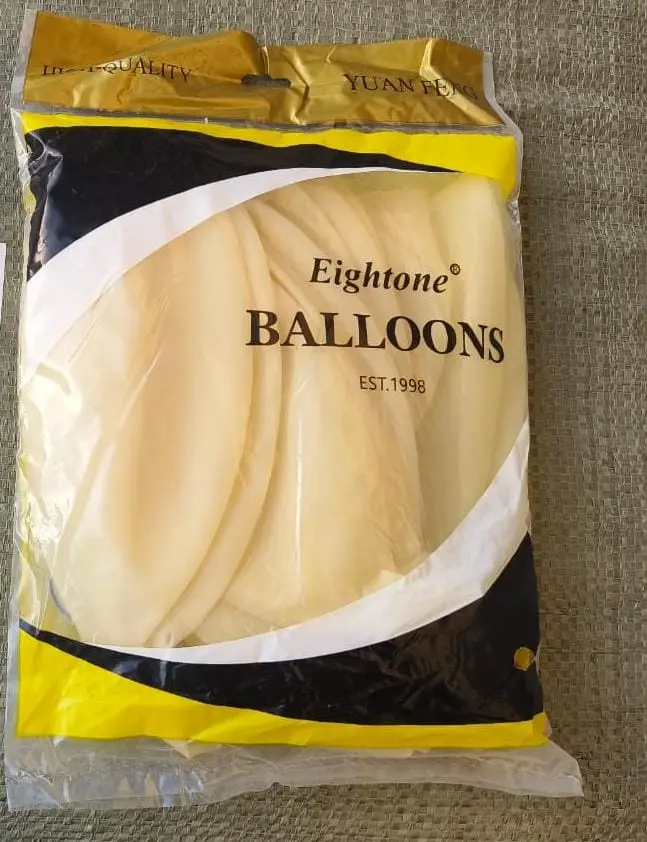 HIGH QUALITY
YUAN FENG
Eightone®
BALLOONS
EST.1998